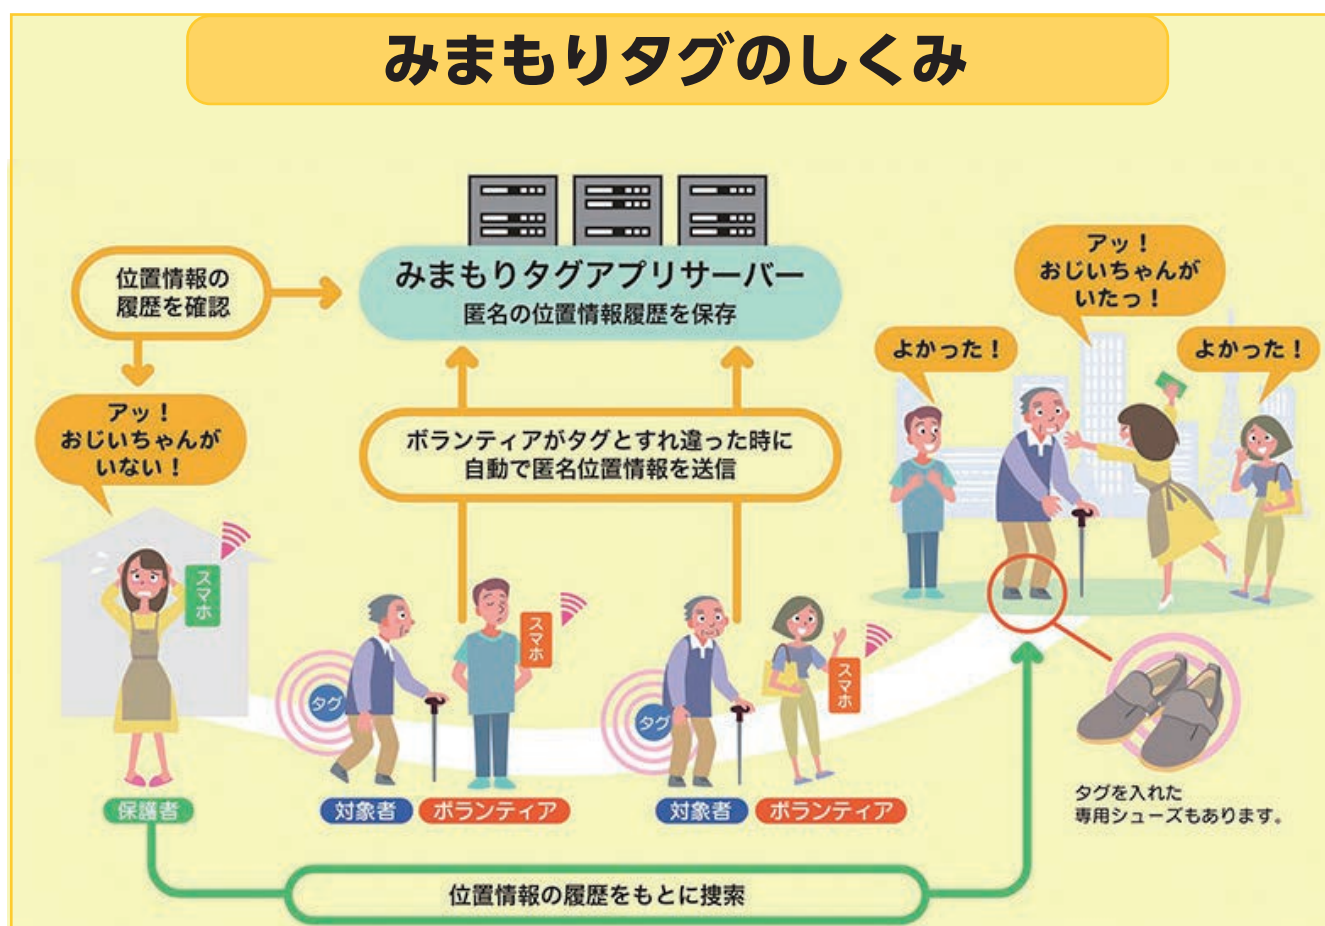 みまもりタグのしくみ
みまもりタグアプリサーバー
匿名の位置情報履歴を保存
位置情報の
履歴を確認
アッ！
おじいちゃんが
いない！
スマホ
保護者
ボランティアがタグとすれ違った時に
自動で匿名位置情報を送信
タグ
スマホ
対象者
ボランティア
タグ
スマホ
対象者
ボランティア
よかった！
アッ！
おじいちゃんが
いたっ！
よかった！
タグを入れた
専用シューズもあります。
位置情報の履歴をもとに捜索